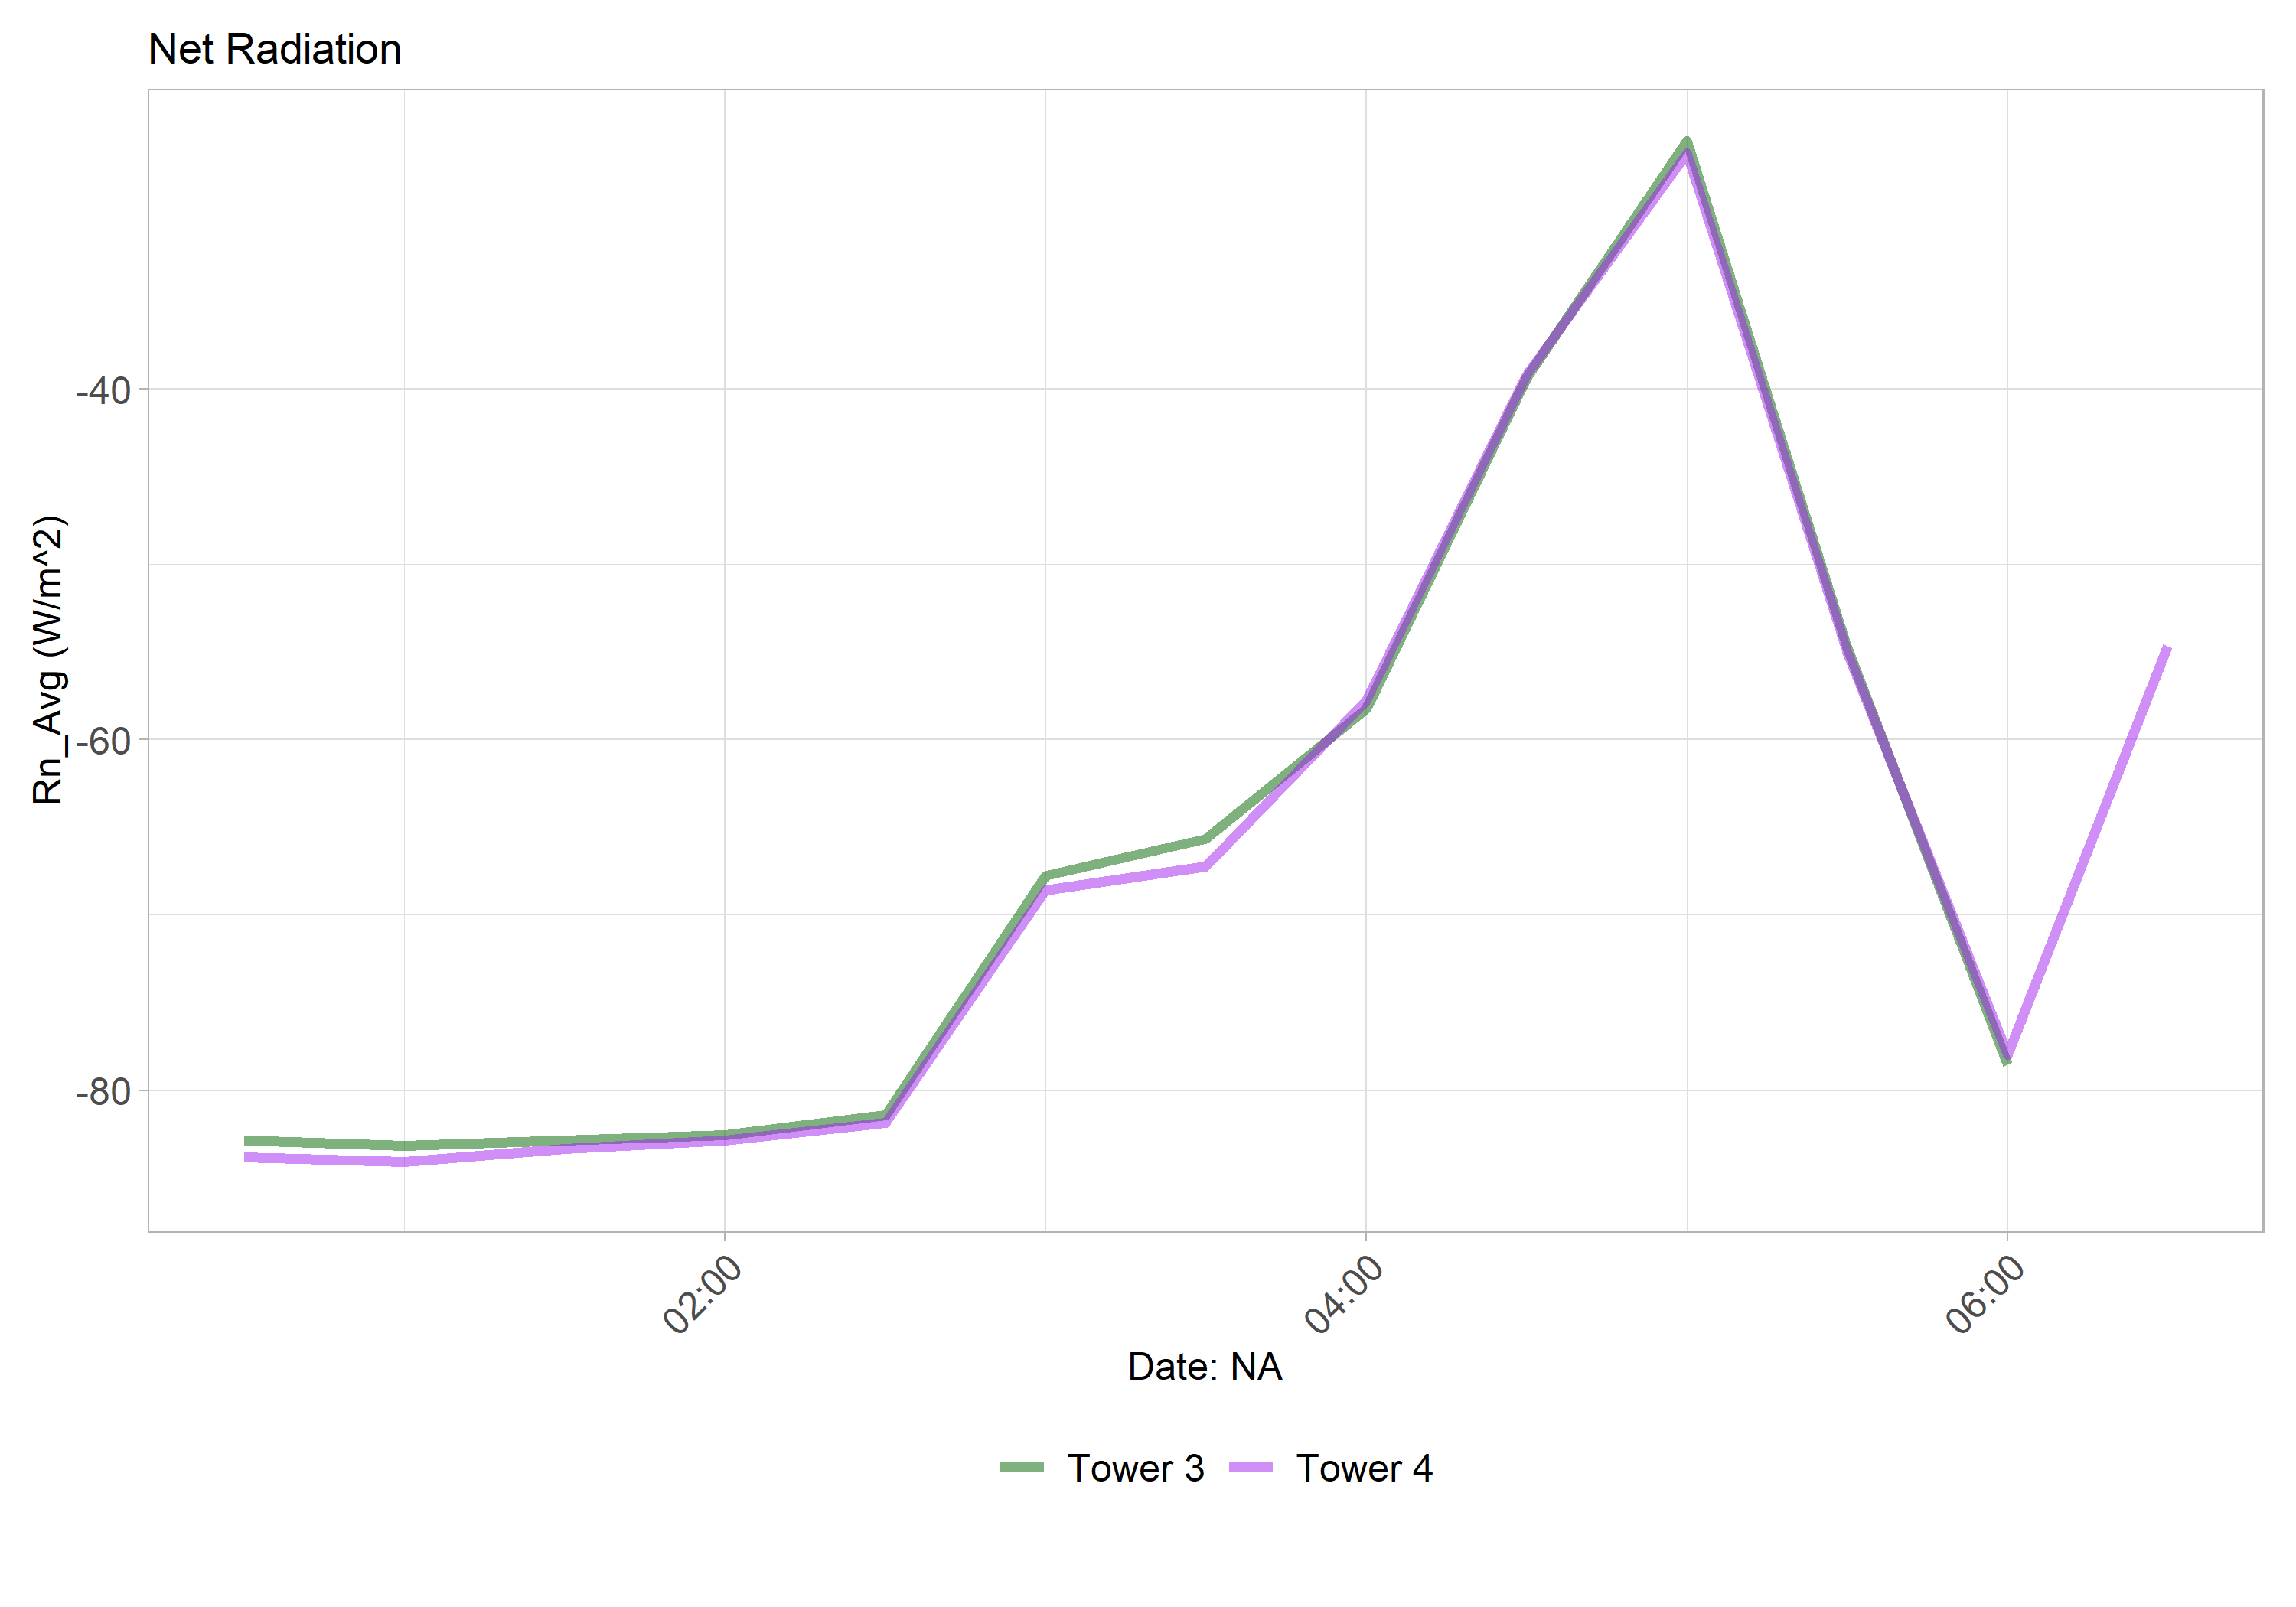 Net Radiation
Rn_Avg (W/m^2)
-40
-60
-80
02:00
04:00
06:00
Date: NA
Tower 3
Tower 4